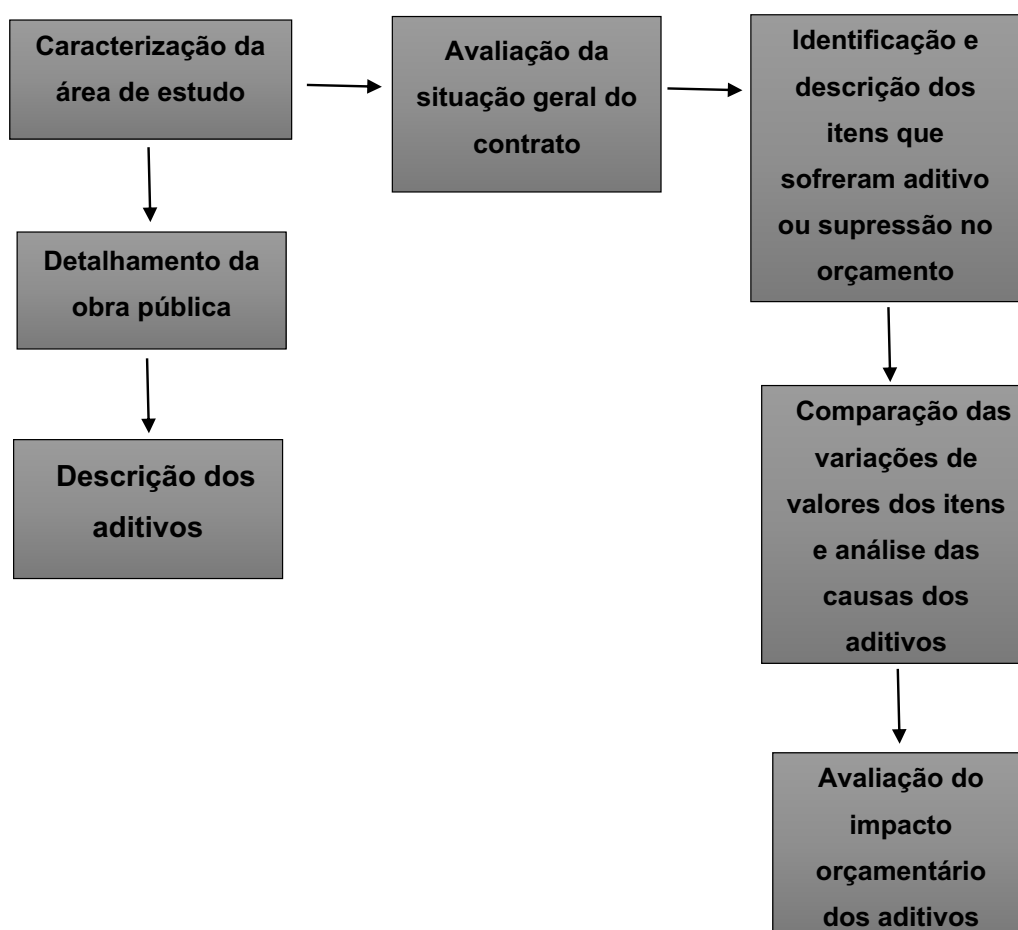 Caracterização da
área de estudo
Avaliação da
situação geral do
contrato
Identificação e
descrição dos
itens que
sofreram aditivo
ou supressão no
orçamento
Detalhamento da
obra pública
Descrição dos
aditivos
Comparação das
variações de
valores dos itens
e análise das
causas dos
aditivos
Avaliação do
impacto
orçamentário
dos aditivos